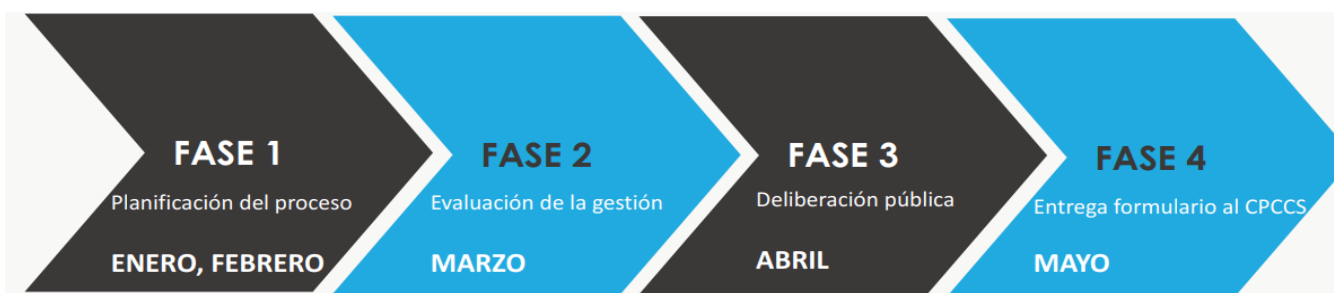 FASE 1
Planificación del proceso
ENERO, FEBRERO
FASE 2
Evaluación de la gestión
MARZO
FASE 3
Deliberación pública
ABRIL
FASE 4
Entrega formulario al CPCCS
MAYO